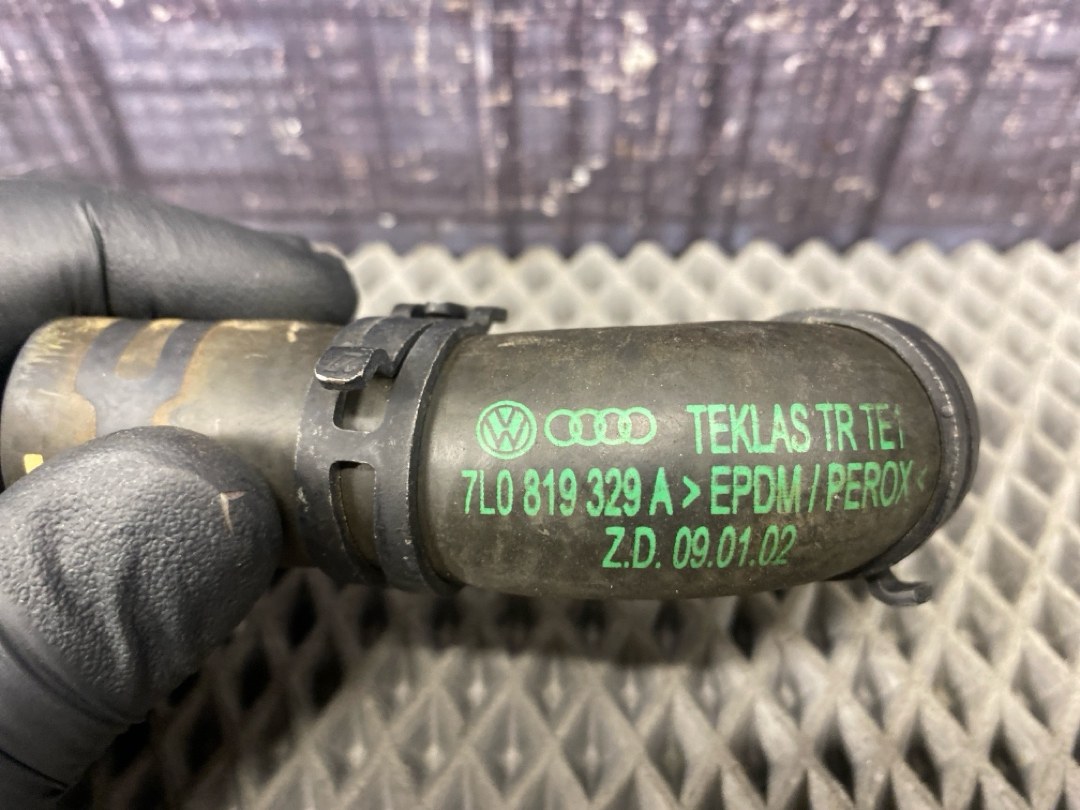 TEKLAS TR TE1
7L0 819 329 A > EPDM / PEROX <
Z.D. 09.01.02